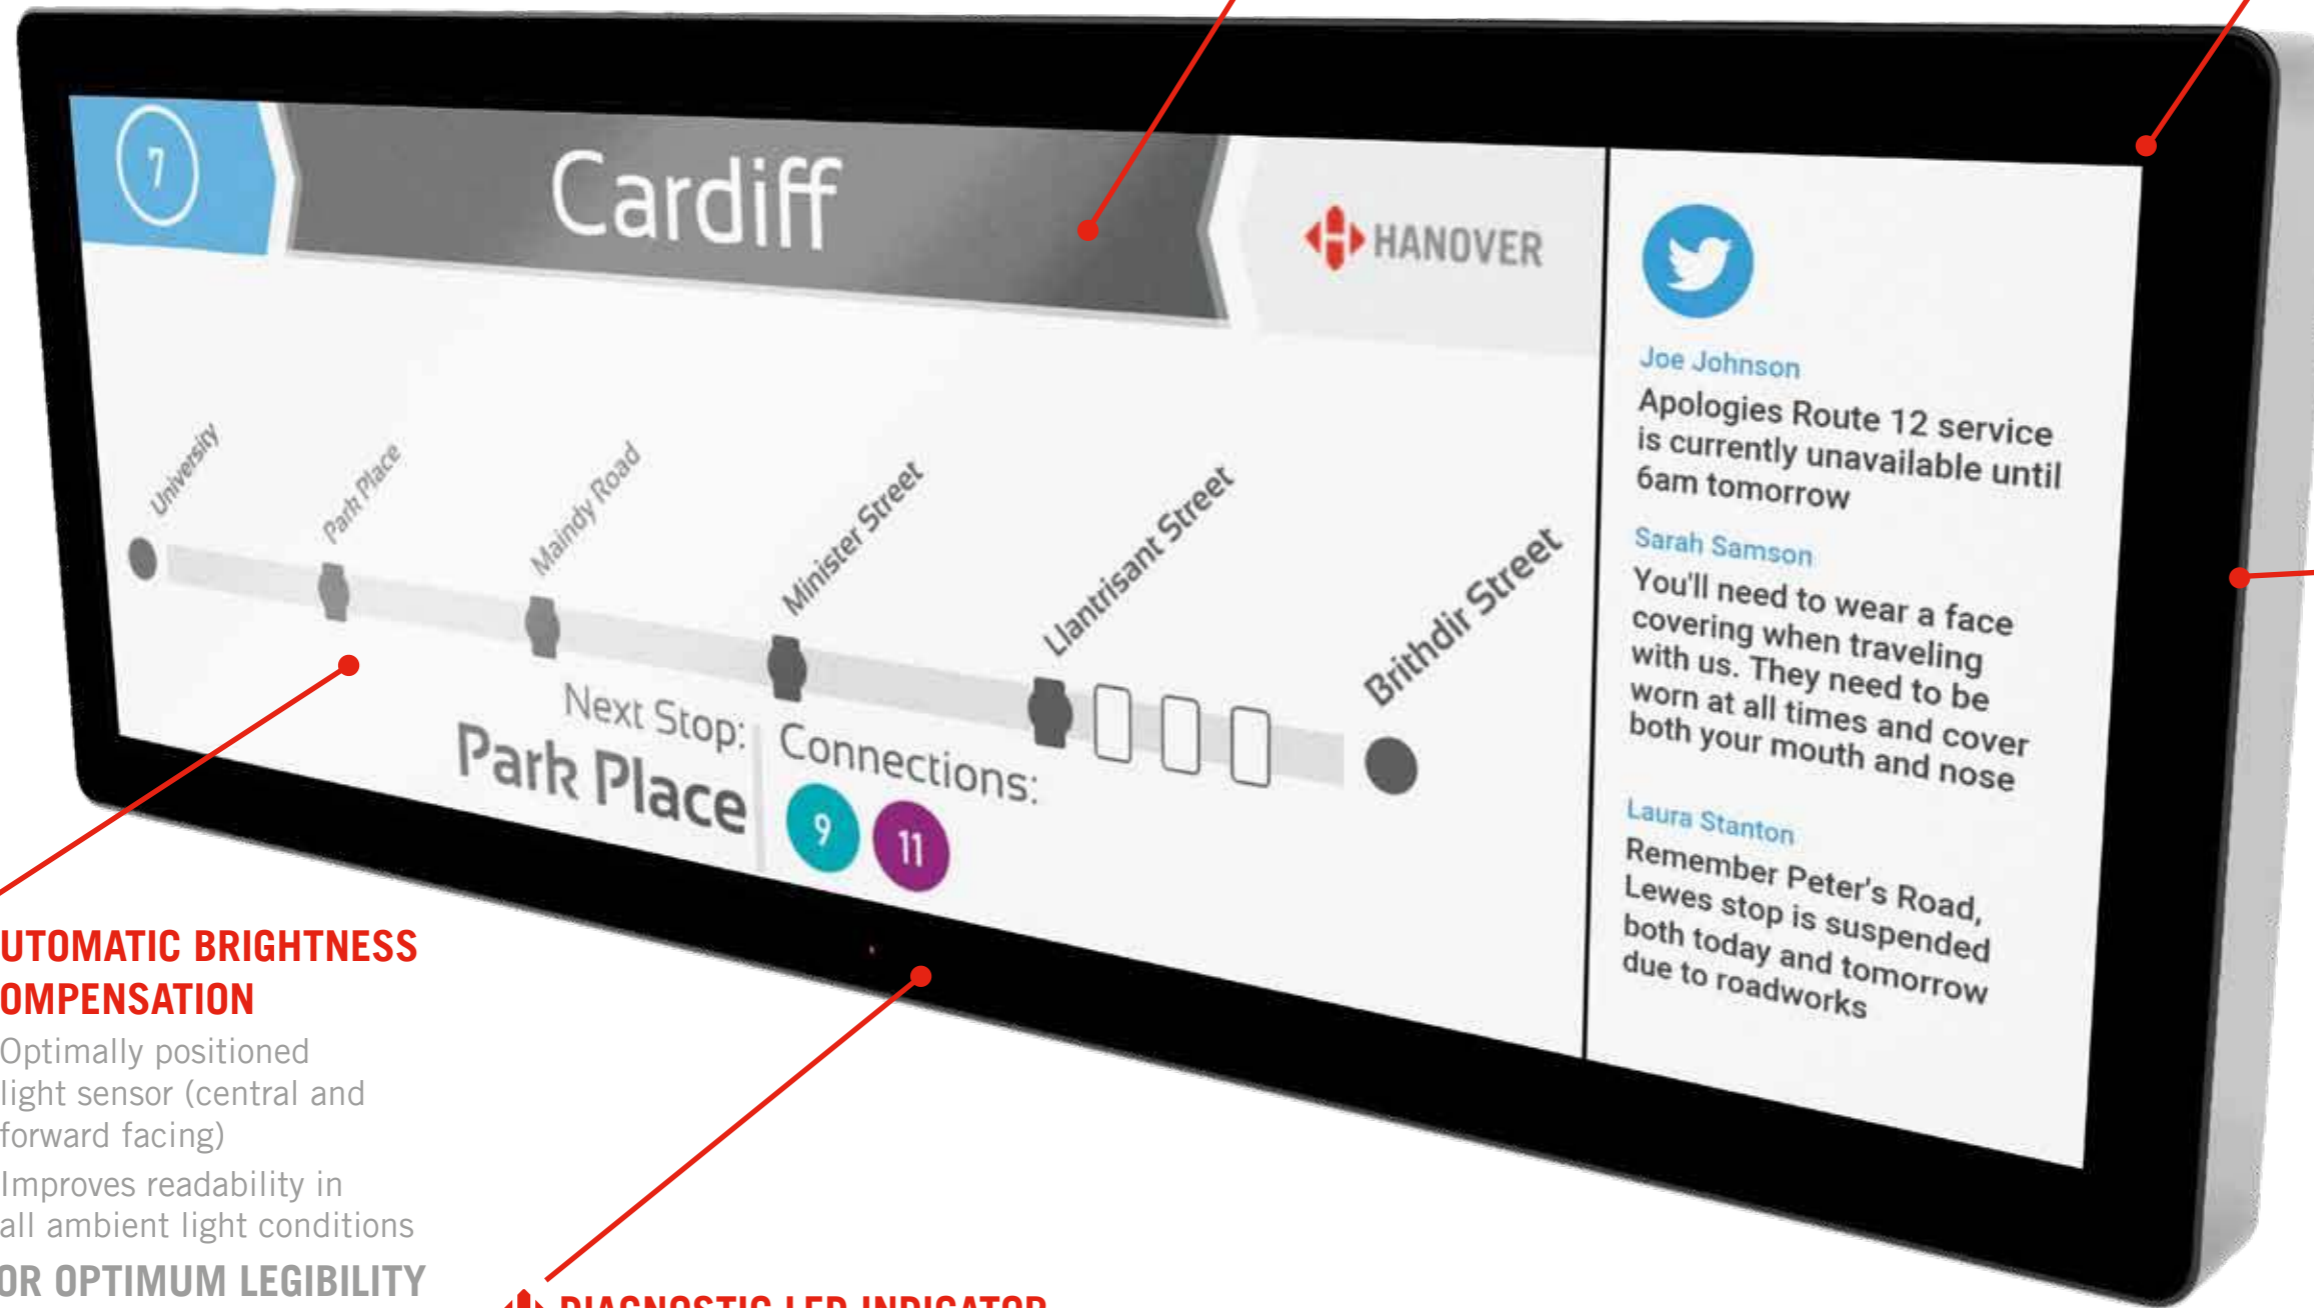 7
Cardiff
HANOVER
University
Park Place
Maindy Road
Minister Street
Llantrisant Street
Brithdir Street
Next Stop:
Park Place
Connections:
9
11
Joe Johnson
Apologies Route 12 service
is currently unavailable until
6am tomorrow
Sarah Samson
You'll need to wear a face
covering when traveling
with us. They need to be
worn at all times and cover
both your mouth and nose
Laura Stanton
Remember Peter's Road,
Lewes stop is suspended
both today and tomorrow
due to roadworks
UTOMATIC BRIGHTNESS
OMPENSATION
Optimally positioned
light sensor (central and
forward facing)
Improves readability in
all ambient light conditions
OR OPTIMUM LEGIBILITY
DIAGNOSTIC LED INDICATOR